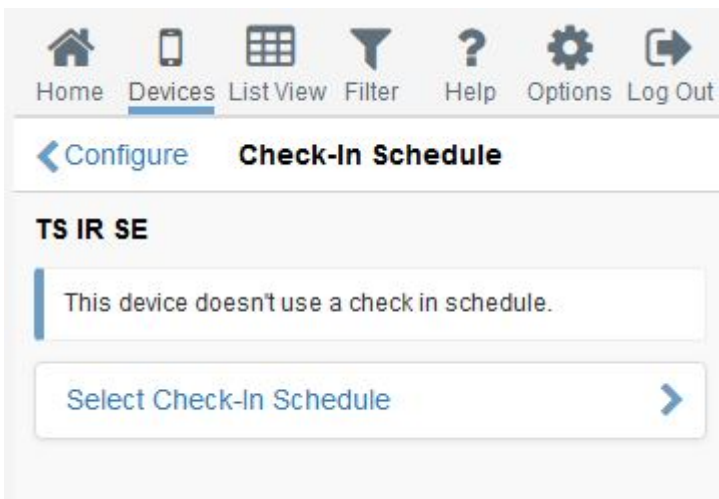 Home Devices List View Filter Help Options Log Out
Configure Check-In Schedule
TS IR SE
This device doesn't use a check in schedule.
Select Check-In Schedule